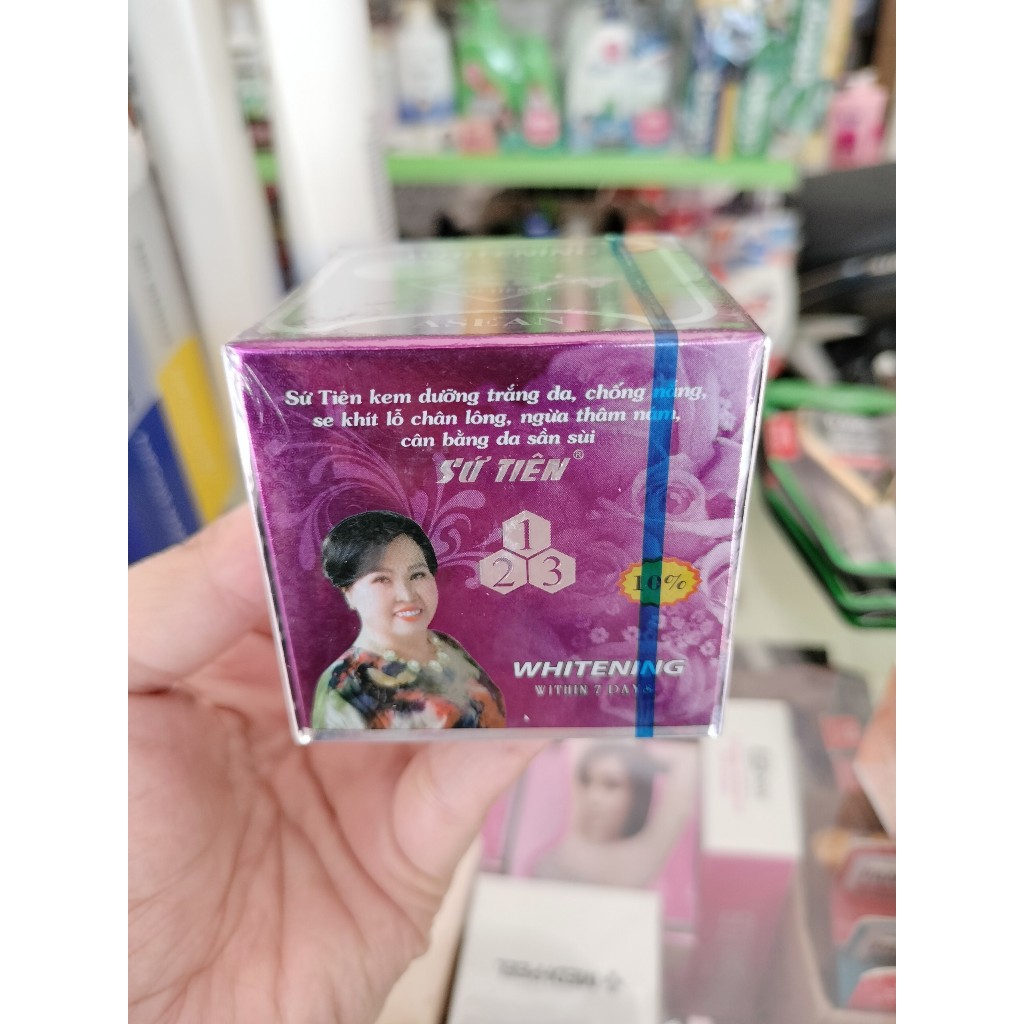 Sứ Tiên kem dưỡng trắng da, chống nắng,
se khít lỗ chân lông, ngừa thâm nám,
cân bằng da sần sùi
SỨ TIÊN®
1
2 3
10%
WHITENING
WITHIN 7 DAYS